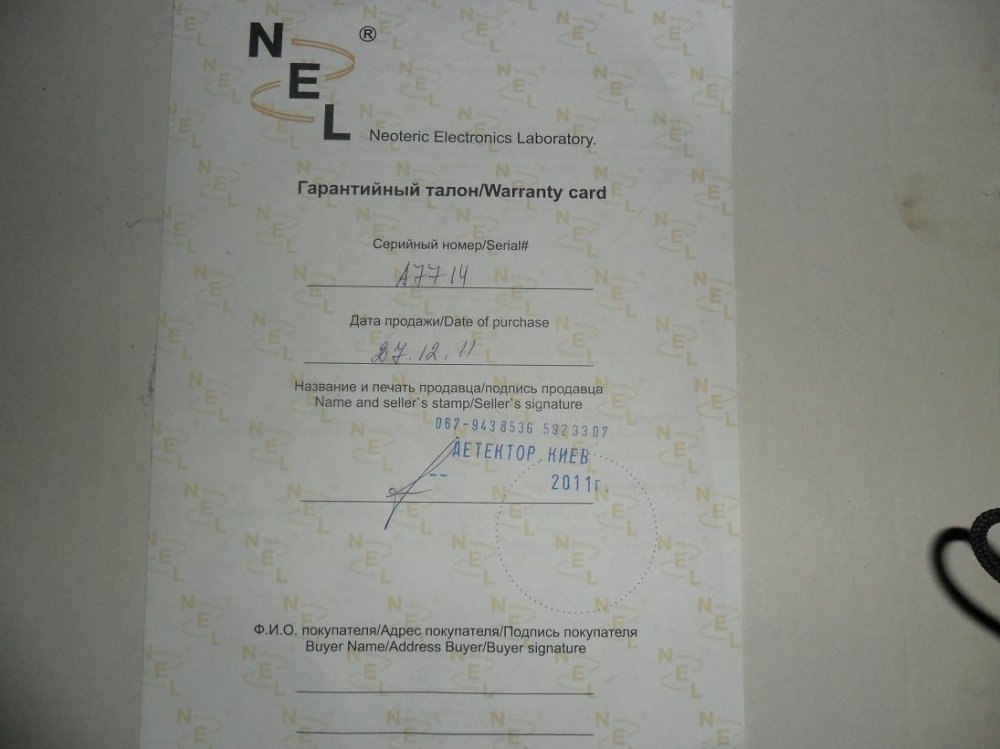 NEL®
Neoteric Electronics Laboratory.
Гарантийный талон/Warranty card
Серийный номер/Serial#
A7714
Дата продажи/Date of purchase
27.12.11
Название и печать продавца/подпись продавца
Name and seller`s stamp/Seller`s signature
067-9438536 5923307
ДЕТЕКТОР КИЕВ
-- 2011г.
Ф.И.О. покупателя/Адрес покупателя/Подпись покупателя
Buyer Name/Address Buyer/Buyer signature